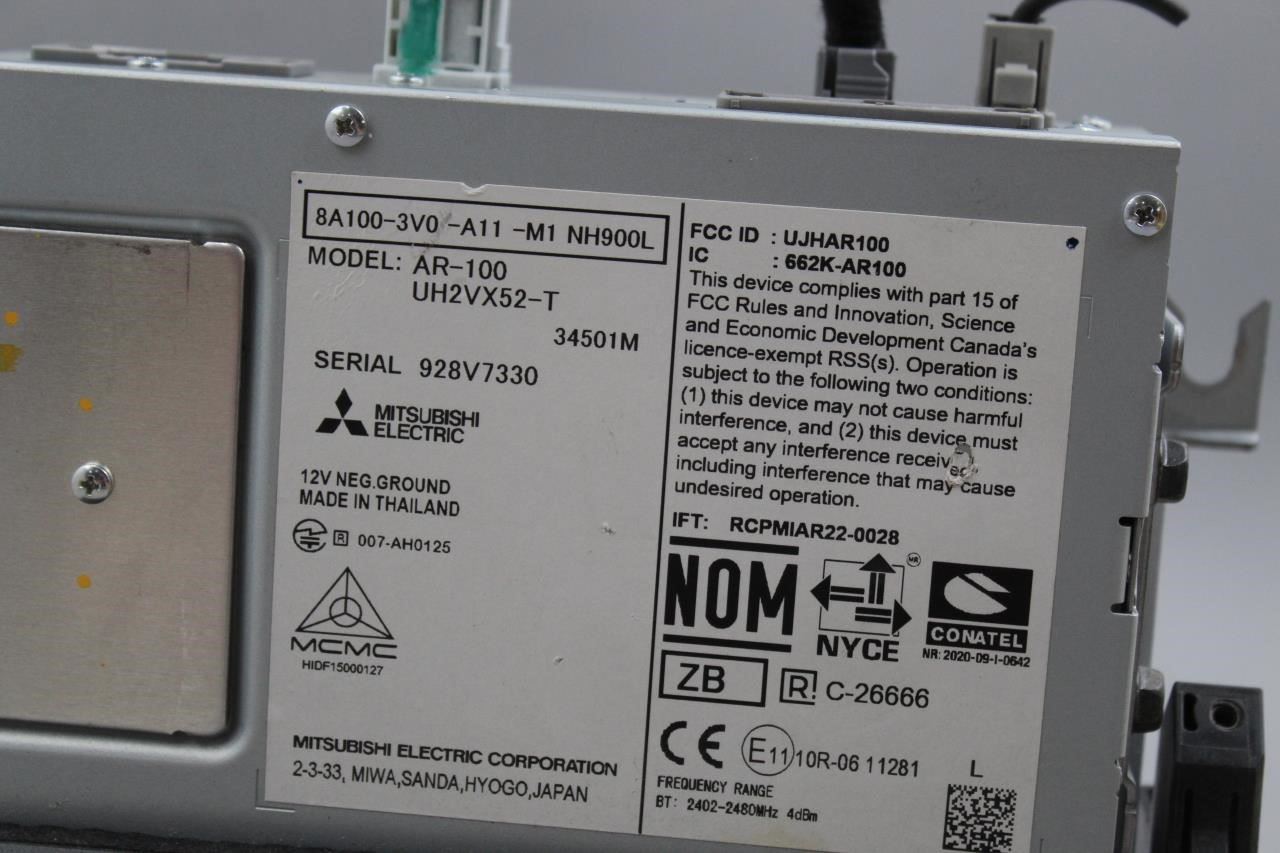 8A100-3V0 -A11 -M1 NH900L
MODEL: AR-100
UH2VX52-T
34501M
SERIAL 928V7330
MITSUBISHI
ELECTRIC
12V NEG.GROUND
MADE IN THAILAND
R 007-AH0125
MCMC
HIDF15000127
MITSUBISHI ELECTRIC CORPORATION
2-3-33, MIWA,SANDA,HYOGO,JAPAN
FCC ID : UJHAR100
IC : 662K-AR100
This device complies with part 15 of
FCC Rules and Innovation, Science
and Economic Development Canada's
licence-exempt RSS(s). Operation is
subject to the following two conditions:
(1) this device may not cause harmful
interference, and (2) this device must
accept any interference received,
including interference that may cause
undesired operation.
IFT: RCPMIAR22-0028
NOM
NYCE
MR
CONATEL
NR: 2020-09-I-0642
ZB
R! C-26666
CE E11 10R-06 11281
L
FREQUENCY RANGE
BT: 2402-2480MHz 4dBm